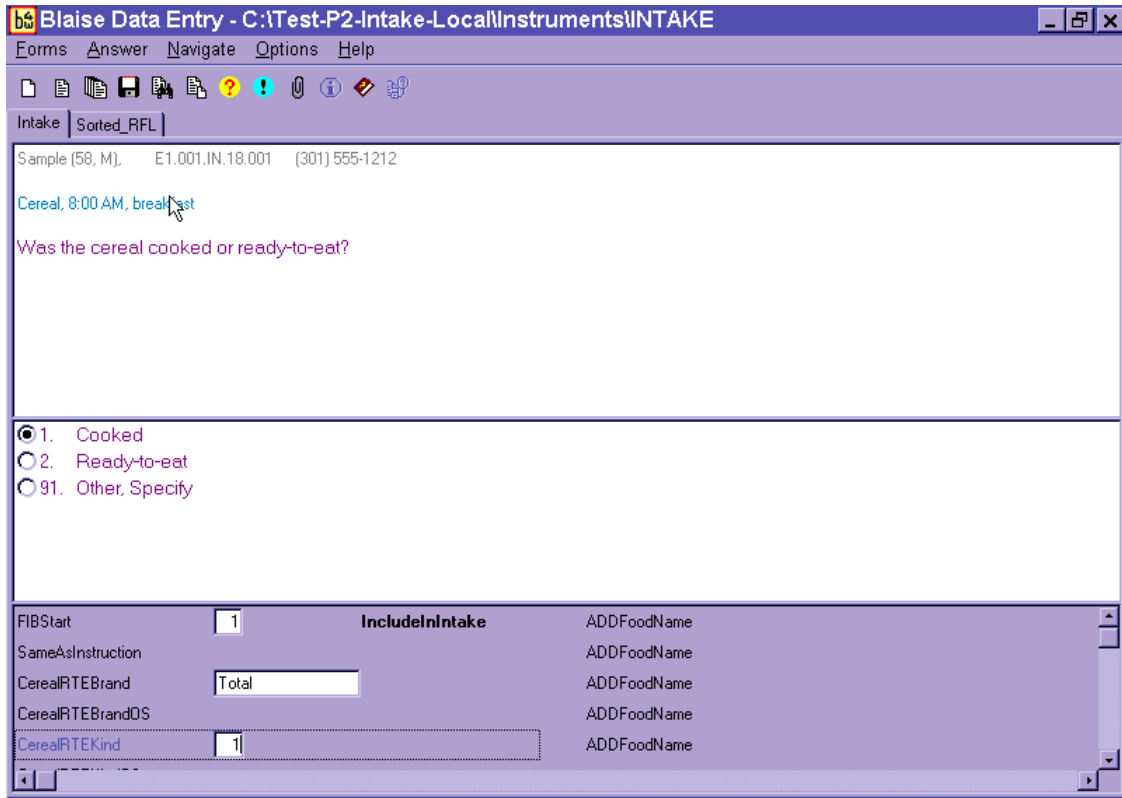 Blaise Data Entry - C:\Test-P2-Intake-Local\Instruments\INTAKE
Forms Answer Navigate Options Help
Intake Sorted_RFL
Sample (58, M), E1.001.IN.18.001 (301) 555-1212
Cereal, 8:00 AM, breakfast
Was the cereal cooked or ready-to-eat?
1. Cooked
2. Ready-to-eat
91. Other, Specify
FIBStart 1 IncludeInIntake ADDFoodName
SameAsInstruction ADDFoodName
CerealRTEBrand Total ADDFoodName
CerealRTEBrandOS ADDFoodName
CerealRTEKind 1 ADDFoodName